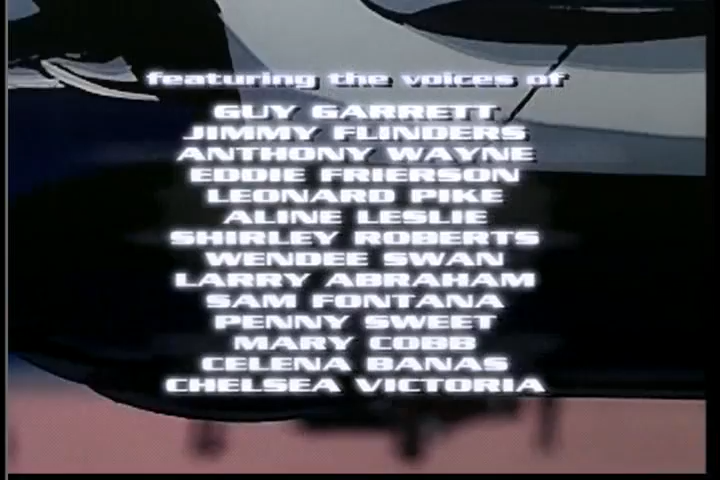 featuring the voices of
GUY GARRETT
JIMMY FLINDERS
ANTHONY WAYNE
EDDIE FRIERSON
LEONARD PIKE
ALINE LESLIE
SHIRLEY ROBERTS
WENDEE SWAN
LARRY ABRAHAM
SAM FONTANA
PENNY SWEET
MARY COBB
CELENA BANAS
CHELSEA VICTORIA